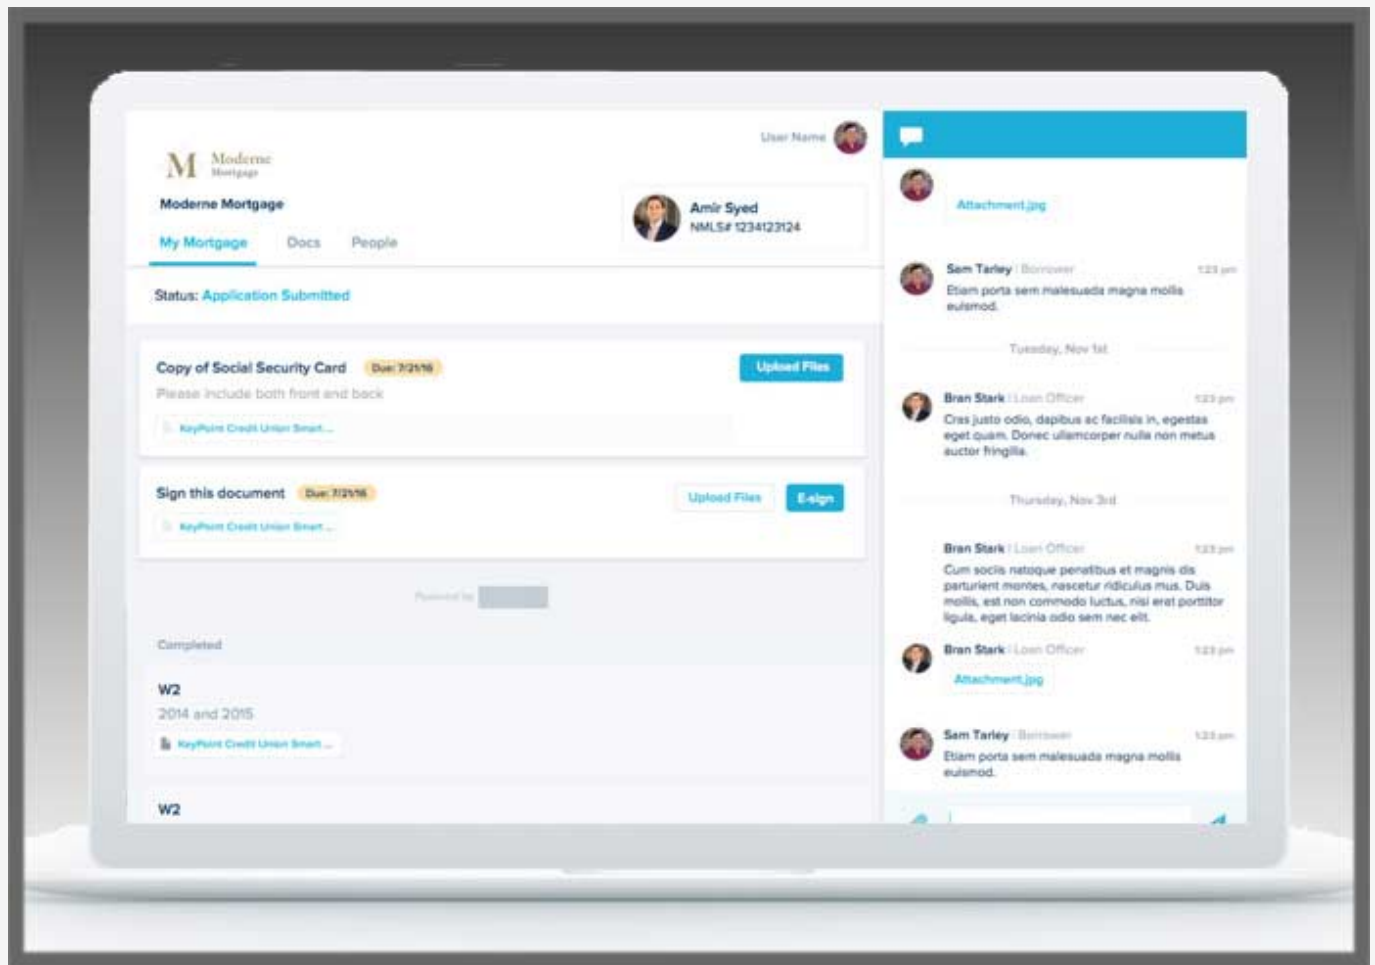 User Name
M Moderne
Mortgage
Moderne Mortgage
Amir Syed
NMLS# 1234123124
My Mortgage Docs People
Status: Application Submitted
Copy of Social Security Card Due: 7/21/16 Upload Files
Please include both front and back
KeyPoint Credit Union Smart ...
Sign this document Due: 7/21/16 Upload Files E-sign
KeyPoint Credit Union Smart ...
Powered by
Completed
W2
2014 and 2015
KeyPoint Credit Union Smart ...
W2
Attachment.jpg
Sam Tarley | Borrower 1:23 pm
Etiam porta sem malesuada magna mollis
euismod.
Tuesday, Nov 1st
Bran Stark | Loan Officer 1:23 pm
Cras justo odio, dapibus ac facilisis in, egestas
eget quam. Donec ullamcorper nulla non metus
auctor fringilla.
Thursday, Nov 3rd
Bran Stark | Loan Officer 1:23 pm
Cum sociis natoque penatibus et magnis dis
parturient montes, nascetur ridiculus mus. Duis
mollis, est non commodo luctus, nisi erat porttitor
ligula, eget lacinia odio sem nec elit.
Bran Stark | Loan Officer 1:23 pm
Attachment.jpg
Sam Tarley | Borrower 1:23 pm
Etiam porta sem malesuada magna mollis
euismod.